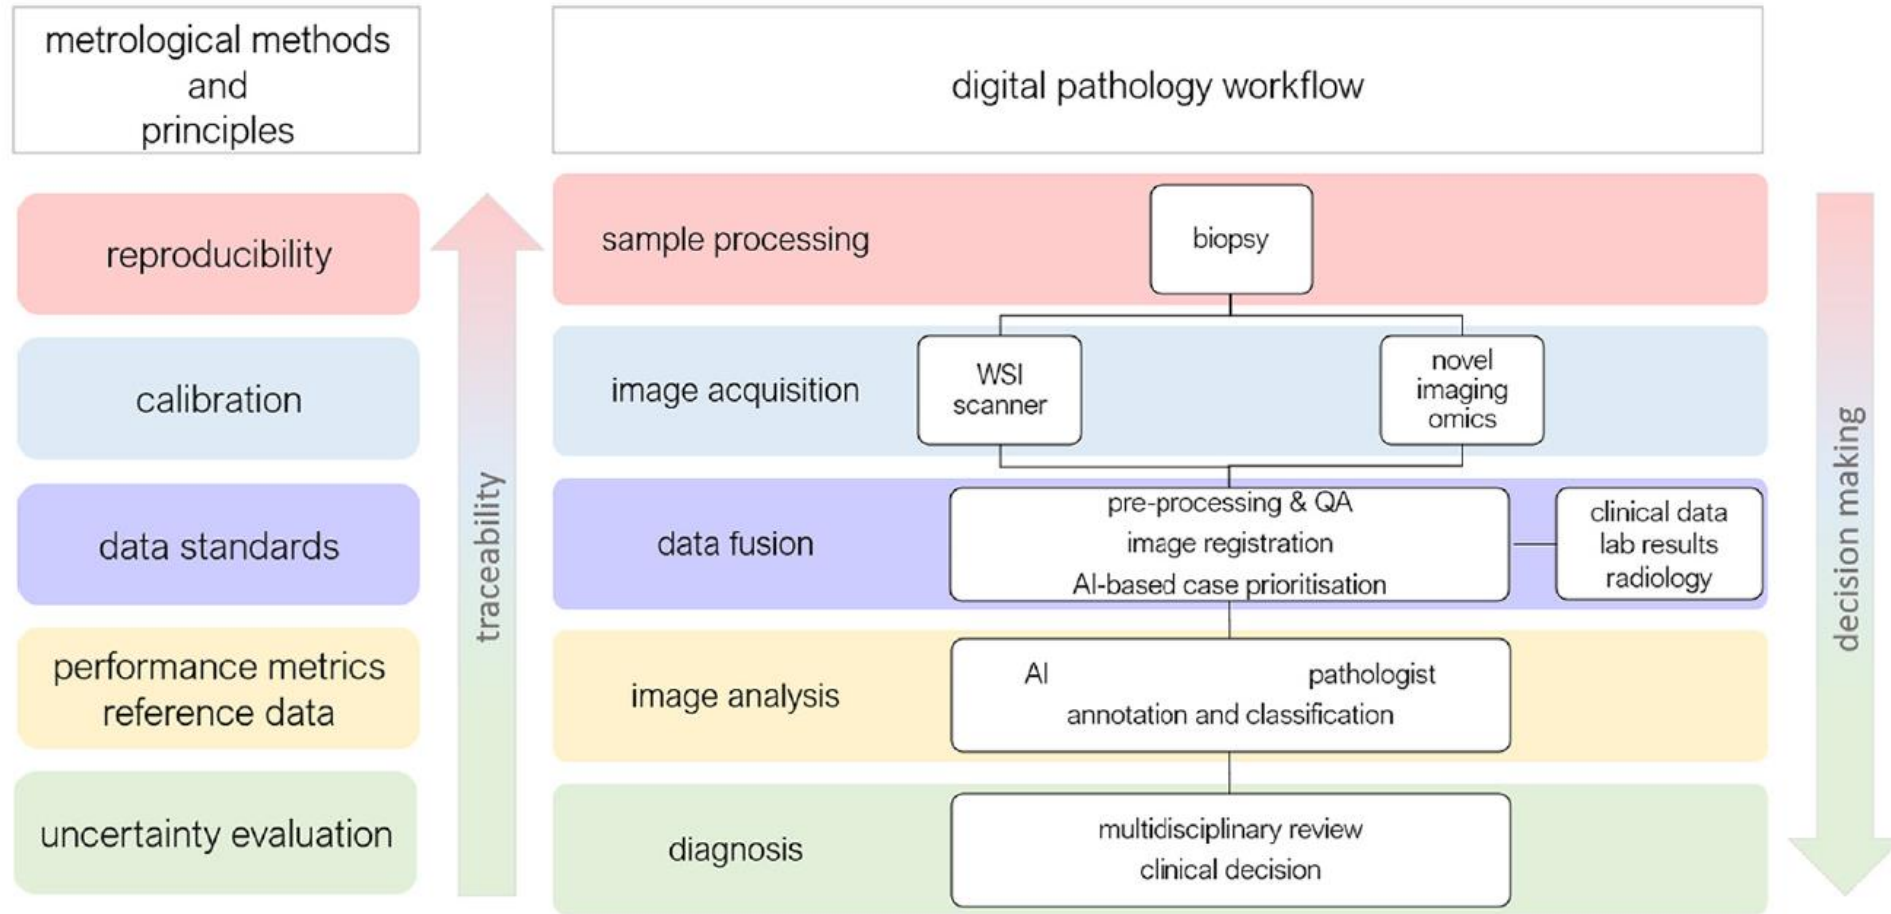 metrological methods
and
principles
digital pathology workflow
reproducibility
sample processing
biopsy
calibration
image acquisition
WSI
scanner
novel
imaging
omics
data standards
data fusion
pre-processing & QA
image registration
AI-based case prioritisation
clinical data
lab results
radiology
performance metrics
reference data
image analysis
AI pathologist
annotation and classification
uncertainty evaluation
diagnosis
multidisciplinary review
clinical decision
traceability
decision making